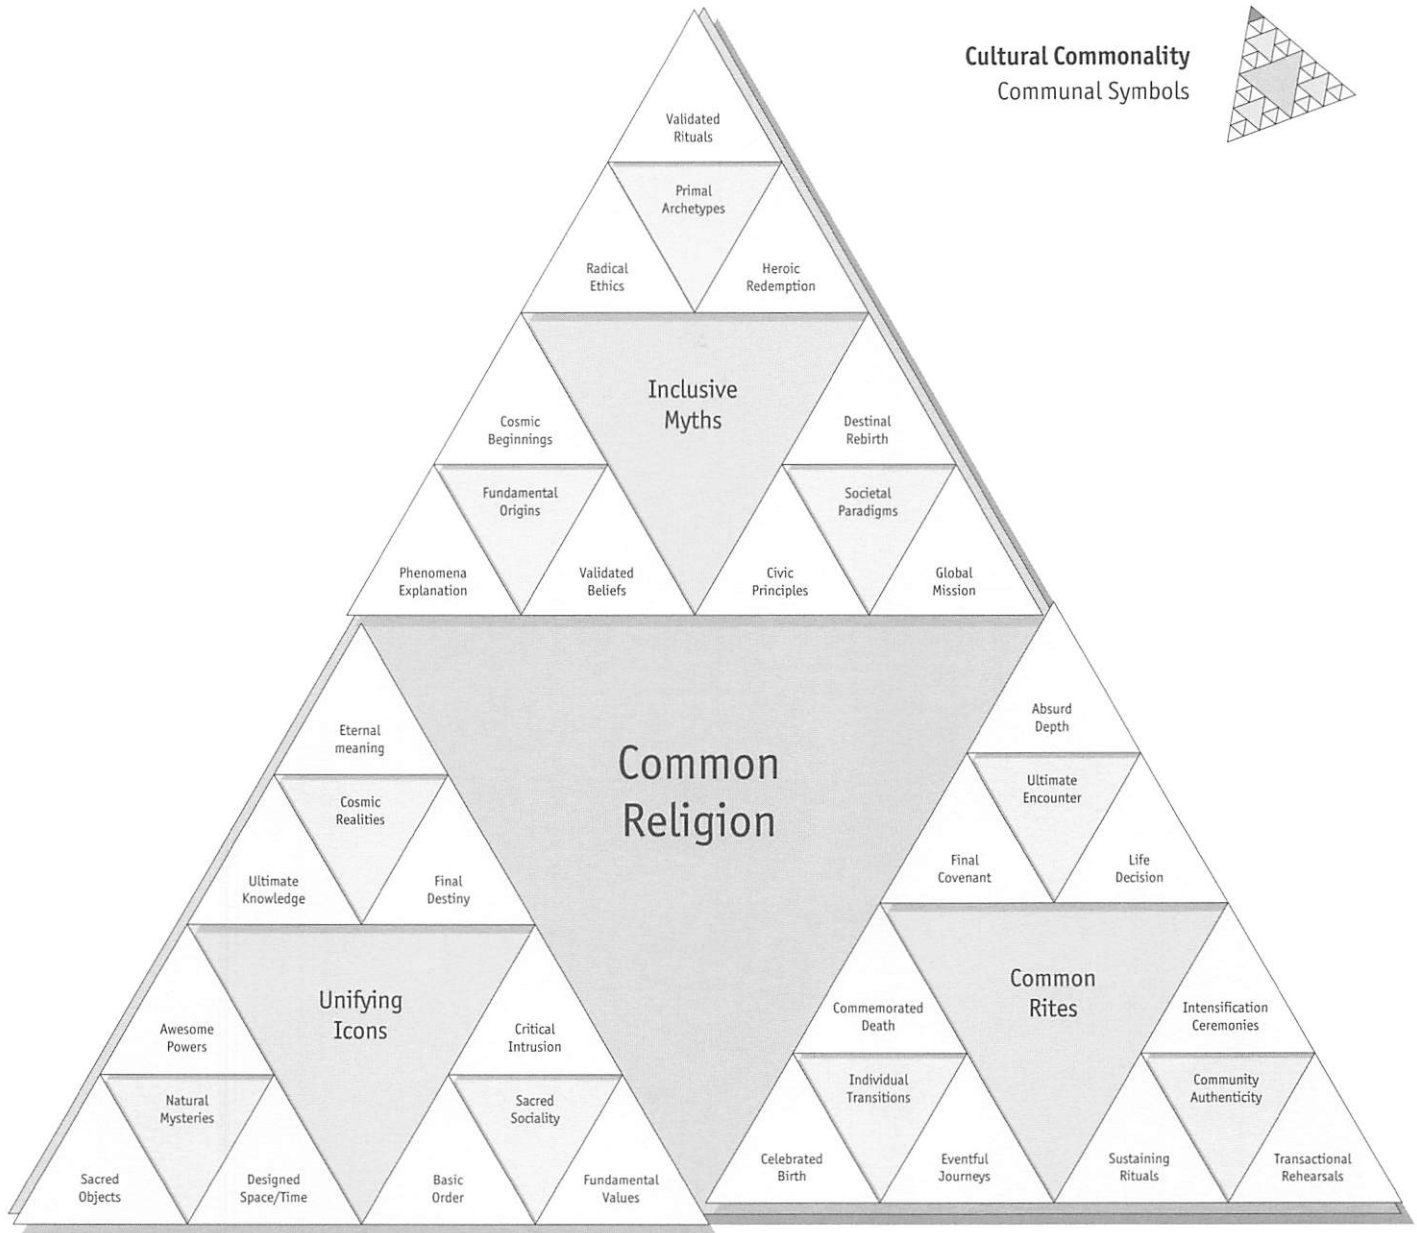 Cultural Commonality
Communal Symbols
Validated
Rituals
Primal
Archetypes
Radical
Ethics
Heroic
Redemption
Inclusive
Myths
Cosmic
Beginnings
Destinal
Rebirth
Fundamental
Origins
Societal
Paradigms
Phenomena
Explanation
Validated
Beliefs
Civic
Principles
Global
Mission
Common
Religion
Eternal
meaning
Cosmic
Realities
Ultimate
Knowledge
Final
Destiny
Unifying
Icons
Awesome
Powers
Critical
Intrusion
Natural
Mysteries
Sacred
Sociality
Sacred
Objects
Designed
Space/Time
Basic
Order
Fundamental
Values
Absurd
Depth
Ultimate
Encounter
Final
Covenant
Life
Decision
Common
Rites
Commemorated
Death
Intensification
Ceremonies
Individual
Transitions
Community
Authenticity
Celebrated
Birth
Eventful
Journeys
Sustaining
Rituals
Transactional
Rehearsals